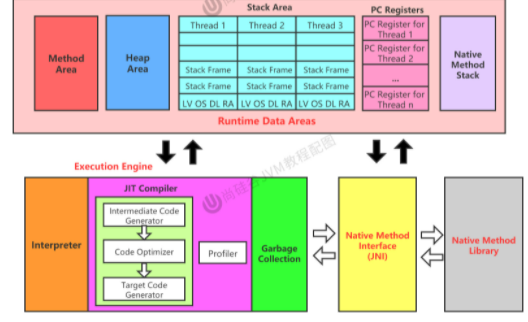 Stack Area
PC Registers
Method
Area
Heap
Area
Thread 1
Thread 2
Thread 3
Stack Frame
Stack Frame
Stack Frame
Stack Frame
Stack Frame
Stack Frame
LV OS DL RA
LV OS DL RA
LV OS DL RA
PC Register for
Thread 1
PC Register for
Thread 2
...
PC Register for
Thread n
Native
Method
Stack
Runtime Data Areas
Execution Engine
尚硅谷JVM教程配图
Interpreter
JIT Compiler
Intermediate Code
Generator
Code Optimizer
Target Code
Generator
Profiler
Garbage
Collection
Native Method
Interface
(JNI)
Native Method
Library